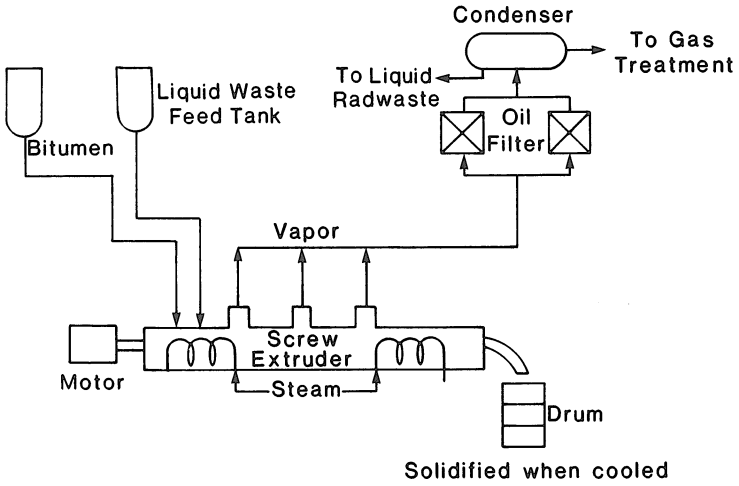 Condenser
To Gas
Treatment
To Liquid
Radwaste
Liquid Waste
Feed Tank
Oil
Filter
Bitumen
Vapor
Screw
Extruder
Motor
Steam
Drum
Solidified when cooled